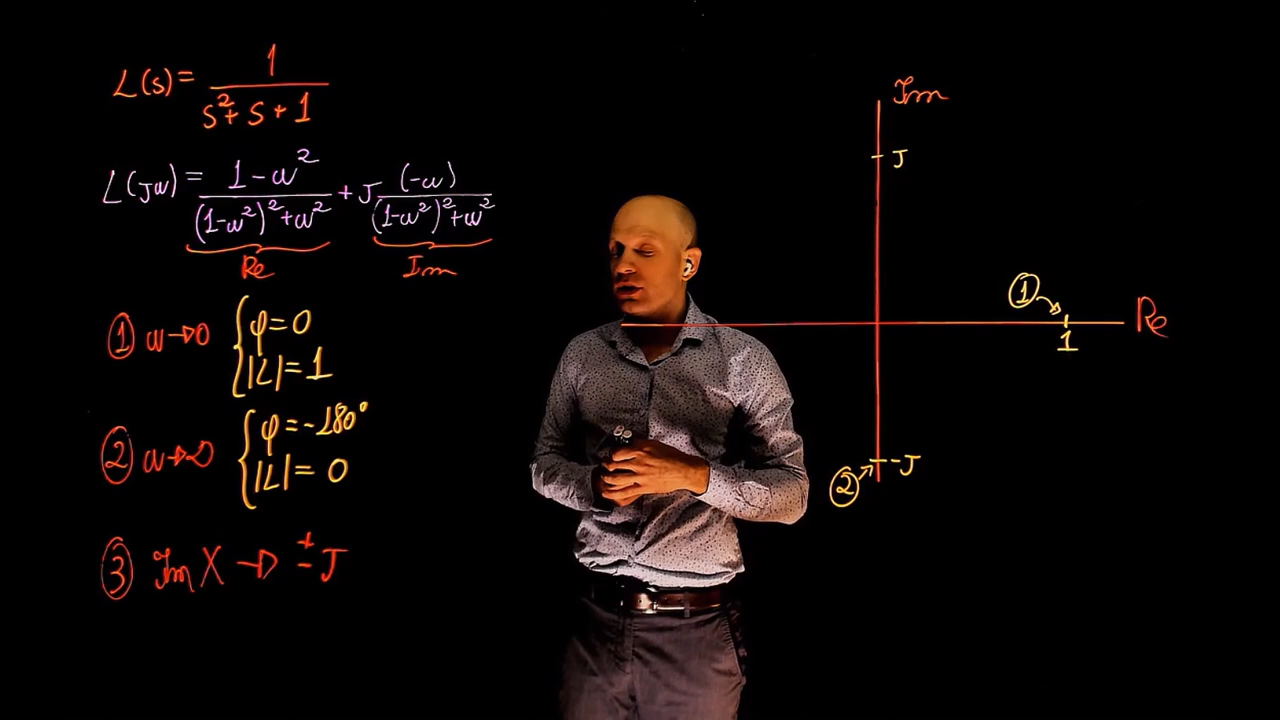 L(s) = 1 / (s² + s + 1)
L(jω) = (1-ω²) / ((1-ω²)²+ω²) + j (-ω) / ((1-ω²)²+ω²)
Re Im
① ω→0 { φ=0
|L|=1
② ω→∞ { φ=-180°
|L|=0
③ Im X → ±j
Im
j
① 
Re
1
② -j